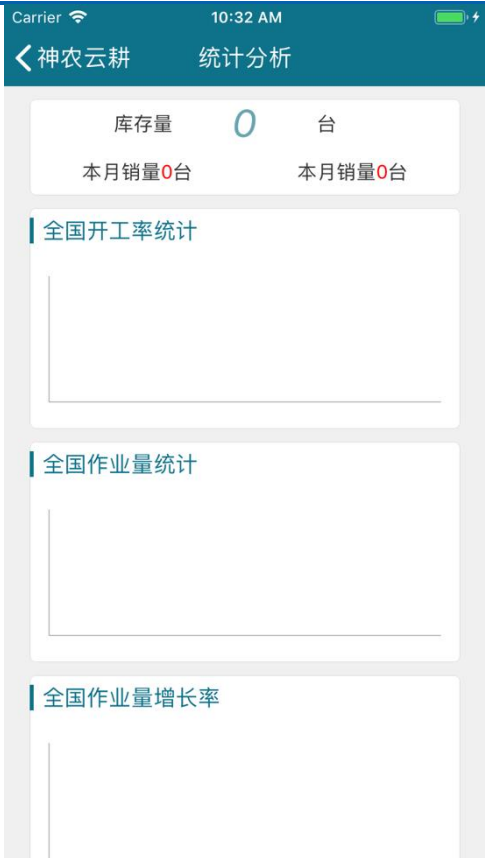 Carrier 10:32 AM
神农云耕 统计分析
库存量 0 台
本月销量0台 本月销量0台
全国开工率统计
全国作业量统计
全国作业量增长率